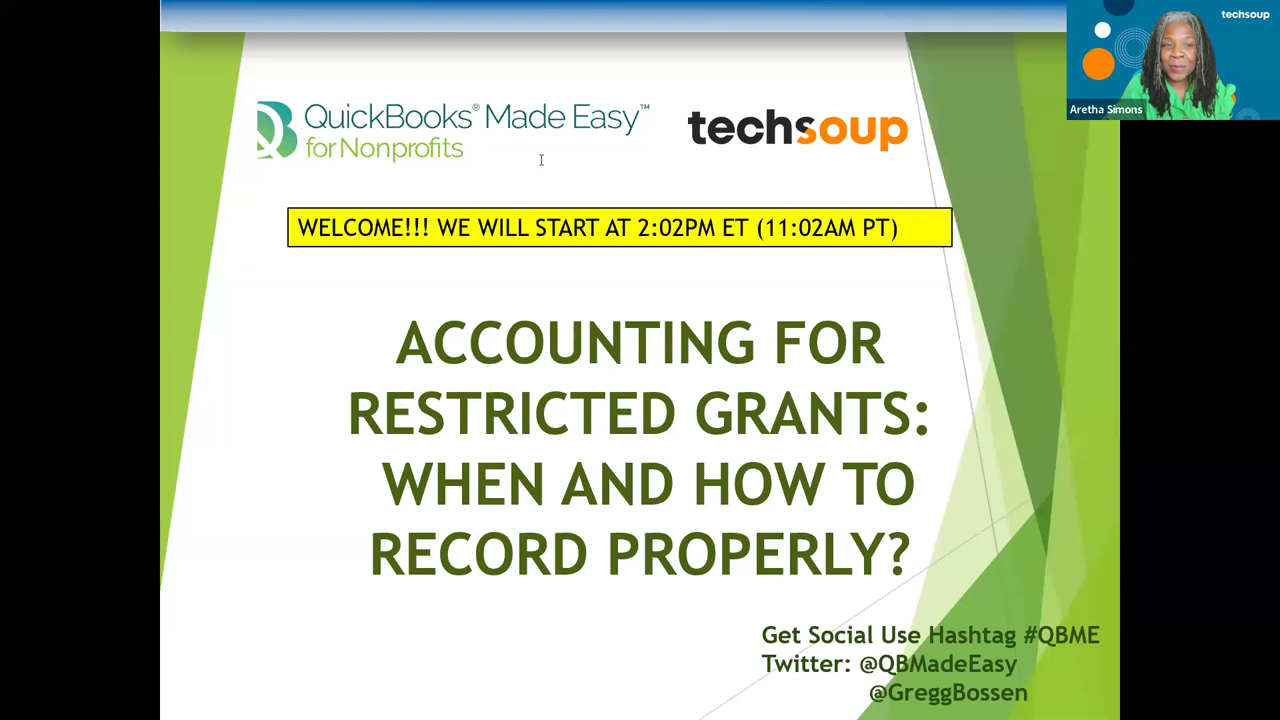 QuickBooks® Made Easy™
for Nonprofits
techsoup
techsoup
Aretha Simons
WELCOME!!! WE WILL START AT 2:02PM ET (11:02AM PT)
ACCOUNTING FOR
RESTRICTED GRANTS:
WHEN AND HOW TO
RECORD PROPERLY?
Get Social Use Hashtag #QBME
Twitter: @QBMadeEasy
@GreggBossen